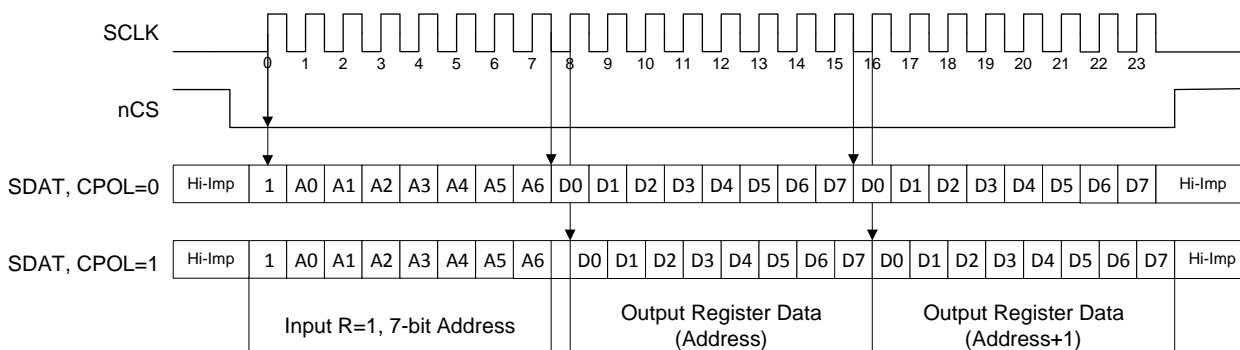 SCLK
0 1 2 3 4 5 6 7 8 9 10 11 12 13 14 15 16 17 18 19 20 21 22 23
nCS
SDAT, CPOL=0 Hi-Imp 1 A0 A1 A2 A3 A4 A5 A6 D0 D1 D2 D3 D4 D5 D6 D7 D0 D1 D2 D3 D4 D5 D6 D7 Hi-Imp
SDAT, CPOL=1 Hi-Imp 1 A0 A1 A2 A3 A4 A5 A6 D0 D1 D2 D3 D4 D5 D6 D7 D0 D1 D2 D3 D4 D5 D6 D7 Hi-Imp
Input R=1, 7-bit Address
Output Register Data
(Address)
Output Register Data
(Address+1)